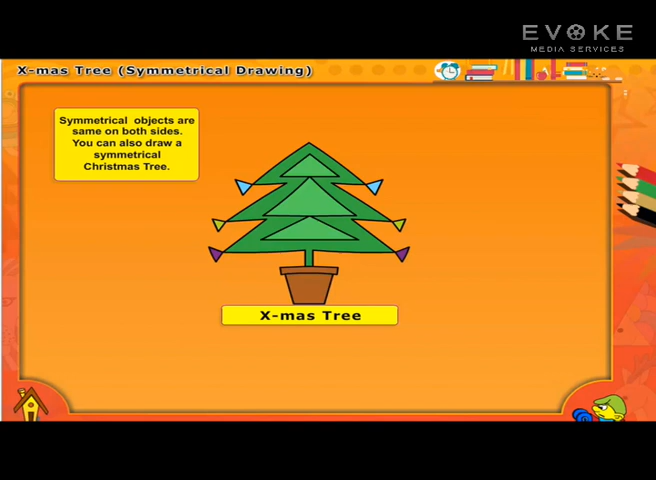 EVOKE
MEDIA SERVICES
X-mas Tree (Symmetrical Drawing)
Symmetrical objects are
same on both sides.
You can also draw a
symmetrical
Christmas Tree.
X-mas Tree